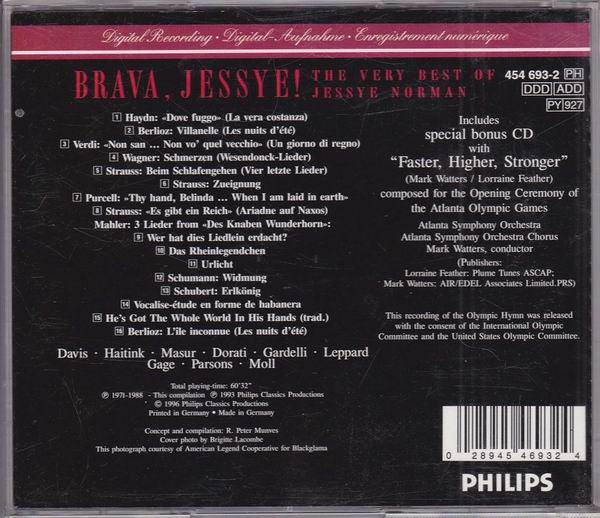 Digital Recording · Digital-Aufnahme · Enregistrement numérique
BRAVA, JESSYE! THE VERY BEST OF JESSYE NORMAN
454 693-2 PH
DDD ADD
PY 927
1 Haydn: «Dove fuggo» (La vera costanza)
2 Berlioz: Villanelle (Les nuits d'été)
3 Verdi: «Non san ... Non vo' quel vecchio» (Un giorno di regno)
4 Wagner: Schmerzen (Wesendonck-Lieder)
5 Strauss: Beim Schlafengehen (Vier letzte Lieder)
6 Strauss: Zueignung
7 Purcell: «Thy hand, Belinda ... When I am laid in earth»
8 Strauss: «Es gibt ein Reich» (Ariadne auf Naxos)
Mahler: 3 Lieder from «Des Knaben Wunderhorn»:
9 Wer hat dies Liedlein erdacht?
10 Das Rheinlegendchen
11 Urlicht
12 Schumann: Widmung
13 Schubert: Erlkönig
14 Vocalise-étude en forme de habanera
15 He's Got The Whole World In His Hands (trad.)
16 Berlioz: L'île inconnue (Les nuits d'été)
Davis · Haitink · Masur · Dorati · Gardelli · Leppard
Gage · Parsons · Moll
Total playing-time: 60'32"
℗ 1971-1988 - This compilation ℗ 1993 Philips Classics Productions
© 1996 Philips Classics Productions
Printed in Germany • Made in Germany
Concept and compilation: R. Peter Munves
Cover photo by Brigitte Lacombe
This photograph courtesy of American Legend Cooperative for Blackglama
Includes
special bonus CD
with
"Faster, Higher, Stronger"
(Mark Watters / Lorraine Feather)
composed for the Opening Ceremony of
the Atlanta Olympic Games
Atlanta Symphony Orchestra
Atlanta Symphony Orchestra Chorus
Mark Watters, conductor
(Publishers:
Lorraine Feather: Plume Tunes ASCAP;
Mark Watters: AIR/EDEL Associates Limited.PRS)
This recording of the Olympic Hymn was released
with the consent of the International Olympic
Committee and the United States Olympic Committee.
0 28945 46932 4
PHILIPS